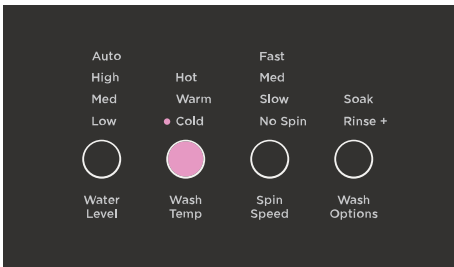 Auto
High
Med
Low
Hot
Warm
Cold
Fast
Med
Slow
No Spin
Soak
Rinse +
Water
Level
Wash
Temp
Spin
Speed
Wash
Options